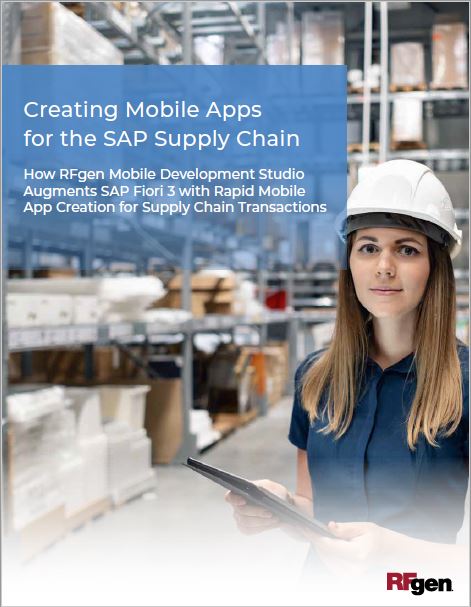 Creating Mobile Apps
for the SAP Supply Chain
How RFgen Mobile Development Studio
Augments SAP Fiori 3 with Rapid Mobile
App Creation for Supply Chain Transactions
RFgen